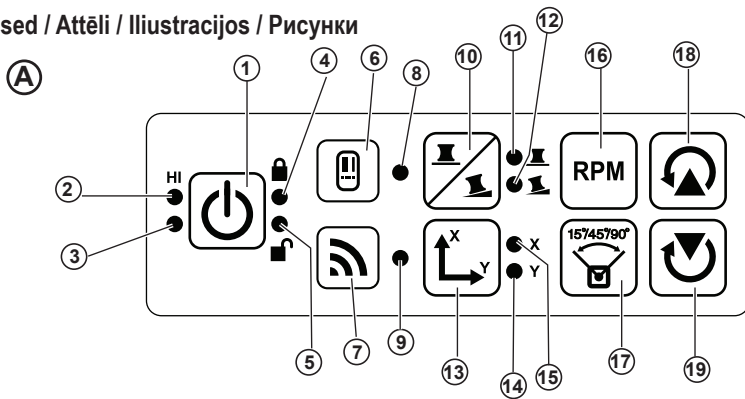 sed / Attēli / Iliustracijos / Рисунки
A
1 4 6 8 10 11 12 16 18
HI
2
3
RPM
X
Y
X
Y
15°/45°/90°
5 7 9 13 14 15 17 19